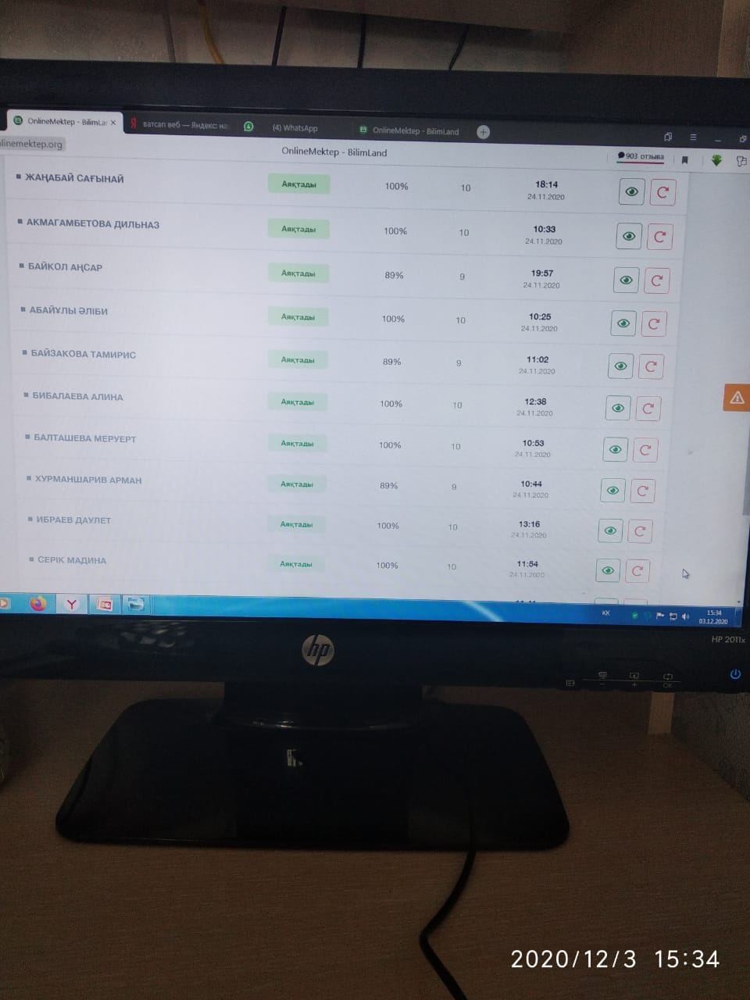 OnlineMektep - BilimLa
ватсап веб — Яндекс: на
(4) WhatsApp
OnlineMektep - BilimLand
linemektep.org
OnlineMektep - BilimLand
903 отзыва
ЖАҢАБАЙ САҒЫНАЙ Аяқтады 100% 10 18:14
24.11.2020
АКМАГАМБЕТОВА ДИЛЬНАЗ Аяқтады 100% 10 10:33
24.11.2020
БАЙКОЛ АҢСАР Аяқтады 89% 9 19:57
24.11.2020
АБАЙҰЛЫ ӘЛІБИ Аяқтады 100% 10 10:25
24.11.2020
БАЙЗАКОВА ТАМИРИС Аяқтады 89% 9 11:02
24.11.2020
БИБАЛАЕВА АЛИНА Аяқтады 100% 10 12:38
24.11.2020
БАЛТАШЕВА МЕРУЕРТ Аяқтады 100% 10 10:53
24.11.2020
ХУРМАНШАРИВ АРМАН Аяқтады 89% 9 10:44
24.11.2020
ИБРАЕВ ДАУЛЕТ Аяқтады 100% 10 13:16
24.11.2020
СЕРІК МАДИНА Аяқтады 100% 10 11:54
24.11.2020
KK
15:34
03.12.2020
hp
HP 2011x
OK
2020/12/3 15:34